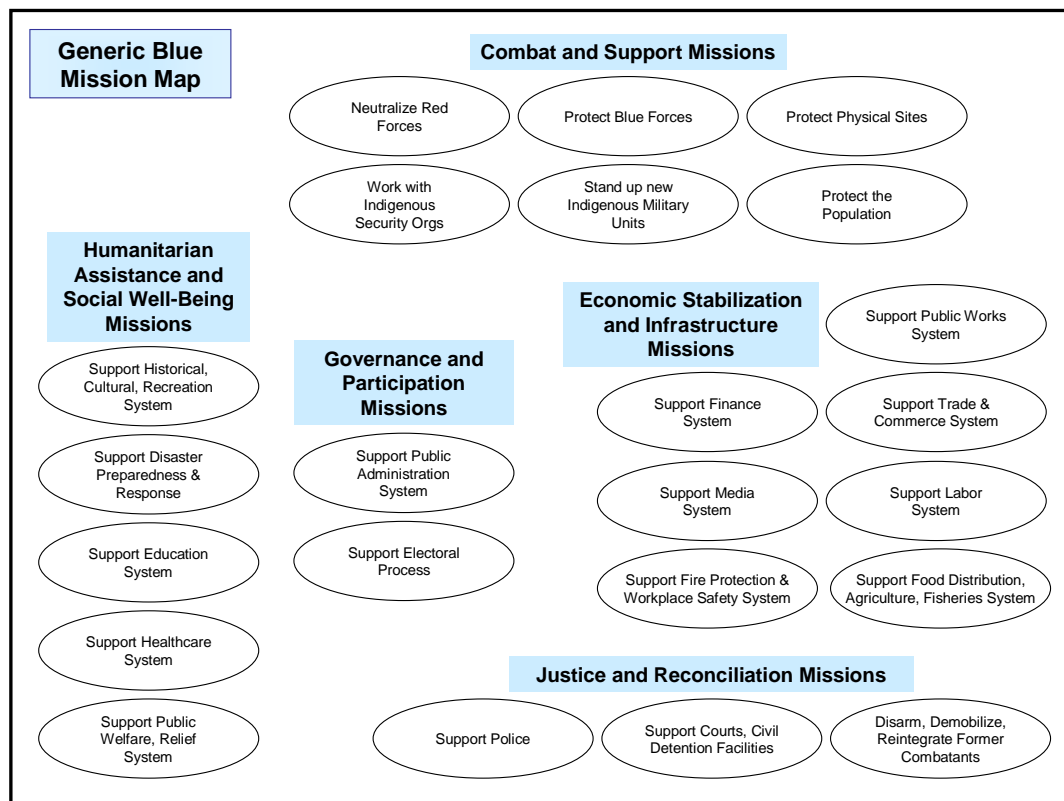 Generic Blue
Mission Map
Combat and Support Missions
Neutralize Red
Forces
Protect Blue Forces
Protect Physical Sites
Work with
Indigenous
Security Orgs
Stand up new
Indigenous Military
Units
Protect the
Population
Humanitarian
Assistance and
Social Well-Being
Missions
Support Historical,
Cultural, Recreation
System
Support Disaster
Preparedness &
Response
Support Education
System
Support Healthcare
System
Support Public
Welfare, Relief
System
Governance and
Participation
Missions
Support Public
Administration
System
Support Electoral
Process
Economic Stabilization
and Infrastructure
Missions
Support Public Works
System
Support Finance
System
Support Trade &
Commerce System
Support Media
System
Support Labor
System
Support Fire Protection &
Workplace Safety System
Support Food Distribution,
Agriculture, Fisheries System
Justice and Reconciliation Missions
Support Police
Support Courts, Civil
Detention Facilities
Disarm, Demobilize,
Reintegrate Former
Combatants